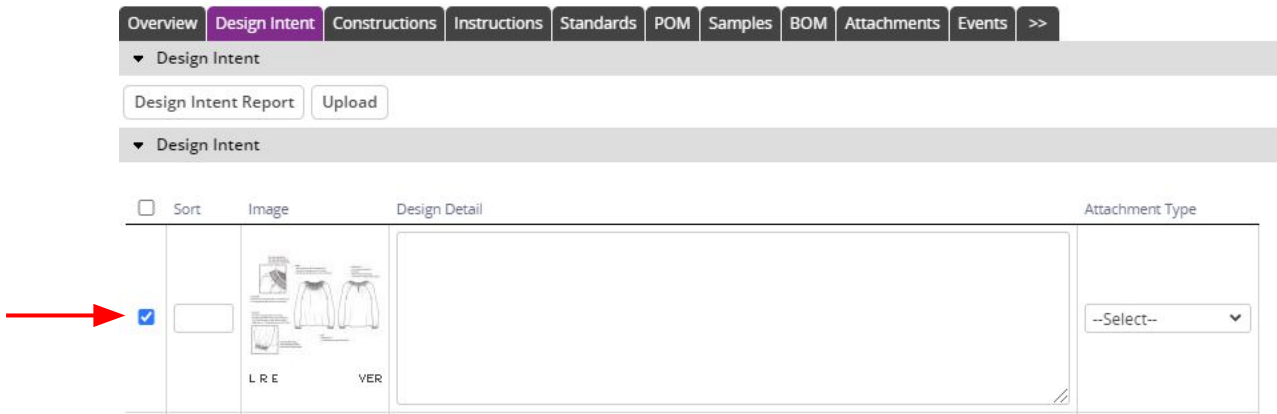 Overview Design Intent Constructions Instructions Standards POM Samples BOM Attachments Events >>
Design Intent
Design Intent Report Upload
Design Intent
Sort Image Design Detail Attachment Type
--Select--
L R E VER